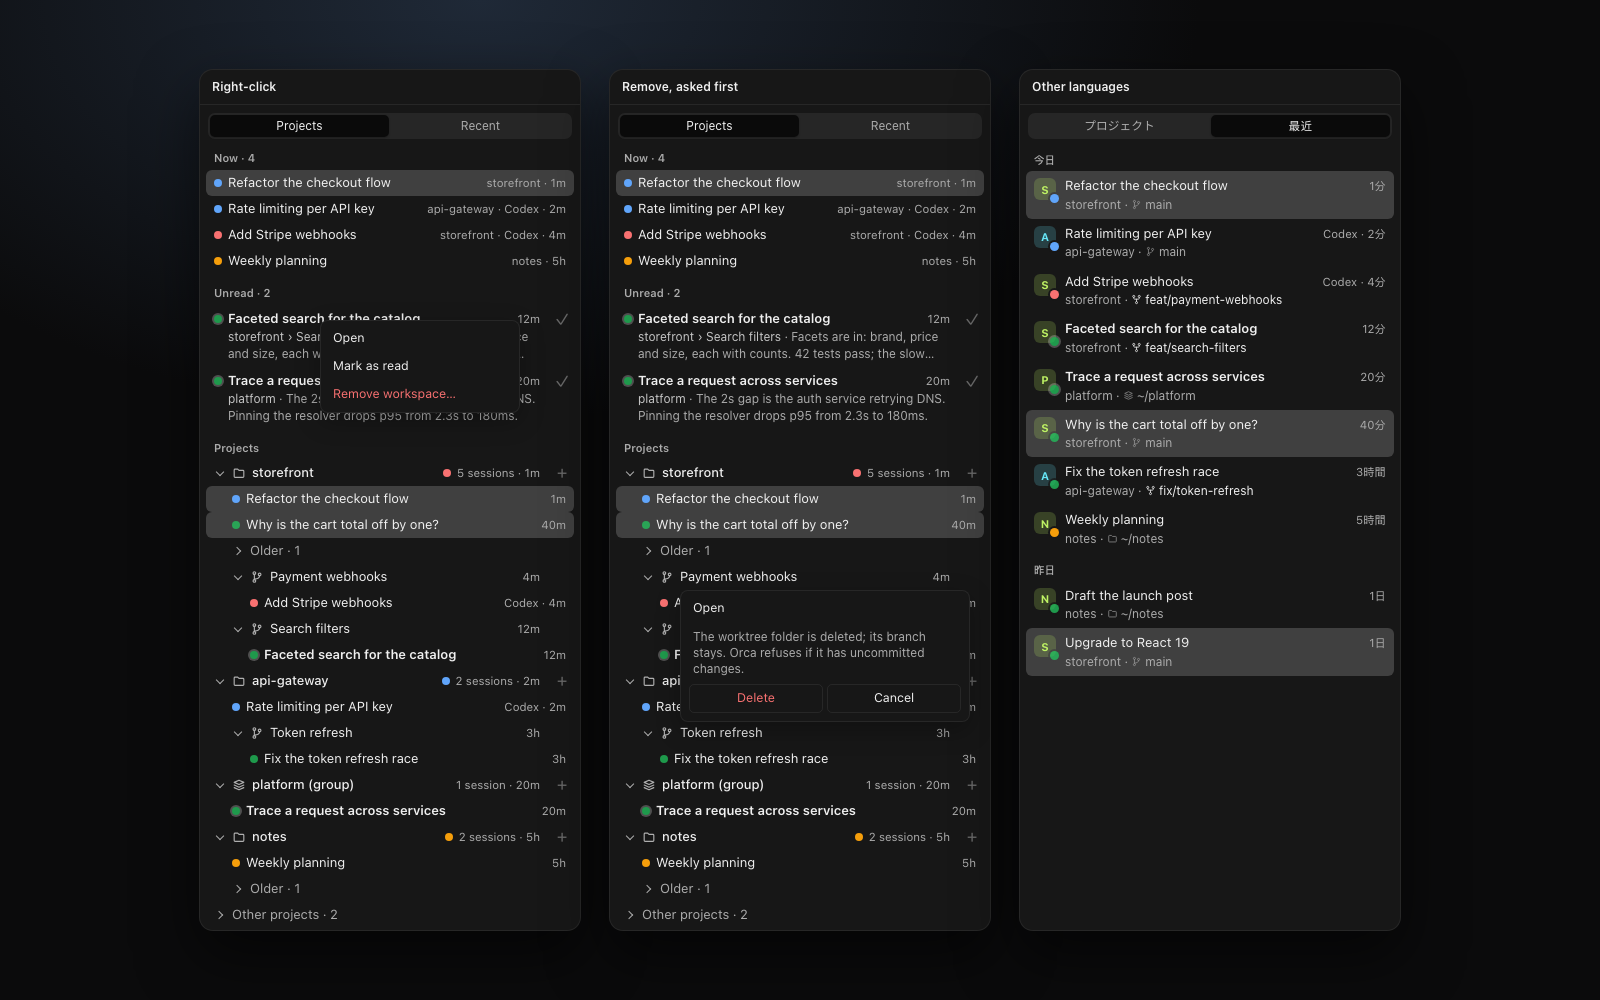 Right-click
Projects
Recent
Now · 4
Refactor the checkout flow
storefront · 1m
Rate limiting per API key
api-gateway · Codex · 2m
Add Stripe webhooks
storefront · Codex · 4m
Weekly planning
notes · 5h
Unread · 2
Faceted search for the catalog
12m
storefront › Sear
and size, each w
Trace a reques
20m
platform · The 2s
NS.
Pinning the resolver drops p95 from 2.3s to 180ms.
Open
Mark as read
Remove workspace...
Projects
storefront
5 sessions · 1m
Refactor the checkout flow
1m
Why is the cart total off by one?
40m
Older · 1
Payment webhooks
4m
Add Stripe webhooks
Codex · 4m
Search filters
12m
Faceted search for the catalog
12m
api-gateway
2 sessions · 2m
Rate limiting per API key
Codex · 2m
Token refresh
3h
Fix the token refresh race
3h
platform (group)
1 session · 20m
Trace a request across services
20m
notes
2 sessions · 5h
Weekly planning
5h
Older · 1
Other projects · 2
Remove, asked first
Projects
Recent
Now · 4
Refactor the checkout flow
storefront · 1m
Rate limiting per API key
api-gateway · Codex · 2m
Add Stripe webhooks
storefront · Codex · 4m
Weekly planning
notes · 5h
Unread · 2
Faceted search for the catalog
12m
storefront › Search filters · Facets are in: brand, price
and size, each with counts. 42 tests pass; the slow...
Trace a request across services
20m
platform · The 2s gap is the auth service retrying DNS.
Pinning the resolver drops p95 from 2.3s to 180ms.
Projects
storefront
5 sessions · 1m
Refactor the checkout flow
1m
Why is the cart total off by one?
40m
Older · 1
Payment webhooks
4m
Open
The worktree folder is deleted; its branch
stays. Orca refuses if it has uncommitted
changes.
Delete
Cancel
api
Rate
Token refresh
3h
Fix the token refresh race
3h
platform (group)
1 session · 20m
Trace a request across services
20m
notes
2 sessions · 5h
Weekly planning
5h
Older · 1
Other projects · 2
Other languages
プロジェクト
最近
今日
S
Refactor the checkout flow
1分
storefront · main
A
Rate limiting per API key
Codex · 2分
api-gateway · main
S
Add Stripe webhooks
Codex · 4分
storefront · feat/payment-webhooks
S
Faceted search for the catalog
12分
storefront · feat/search-filters
P
Trace a request across services
20分
platform · ~/platform
S
Why is the cart total off by one?
40分
storefront · main
A
Fix the token refresh race
3時間
api-gateway · fix/token-refresh
N
Weekly planning
5時間
notes · ~/notes
昨日
N
Draft the launch post
1日
notes · ~/notes
S
Upgrade to React 19
1日
storefront · main